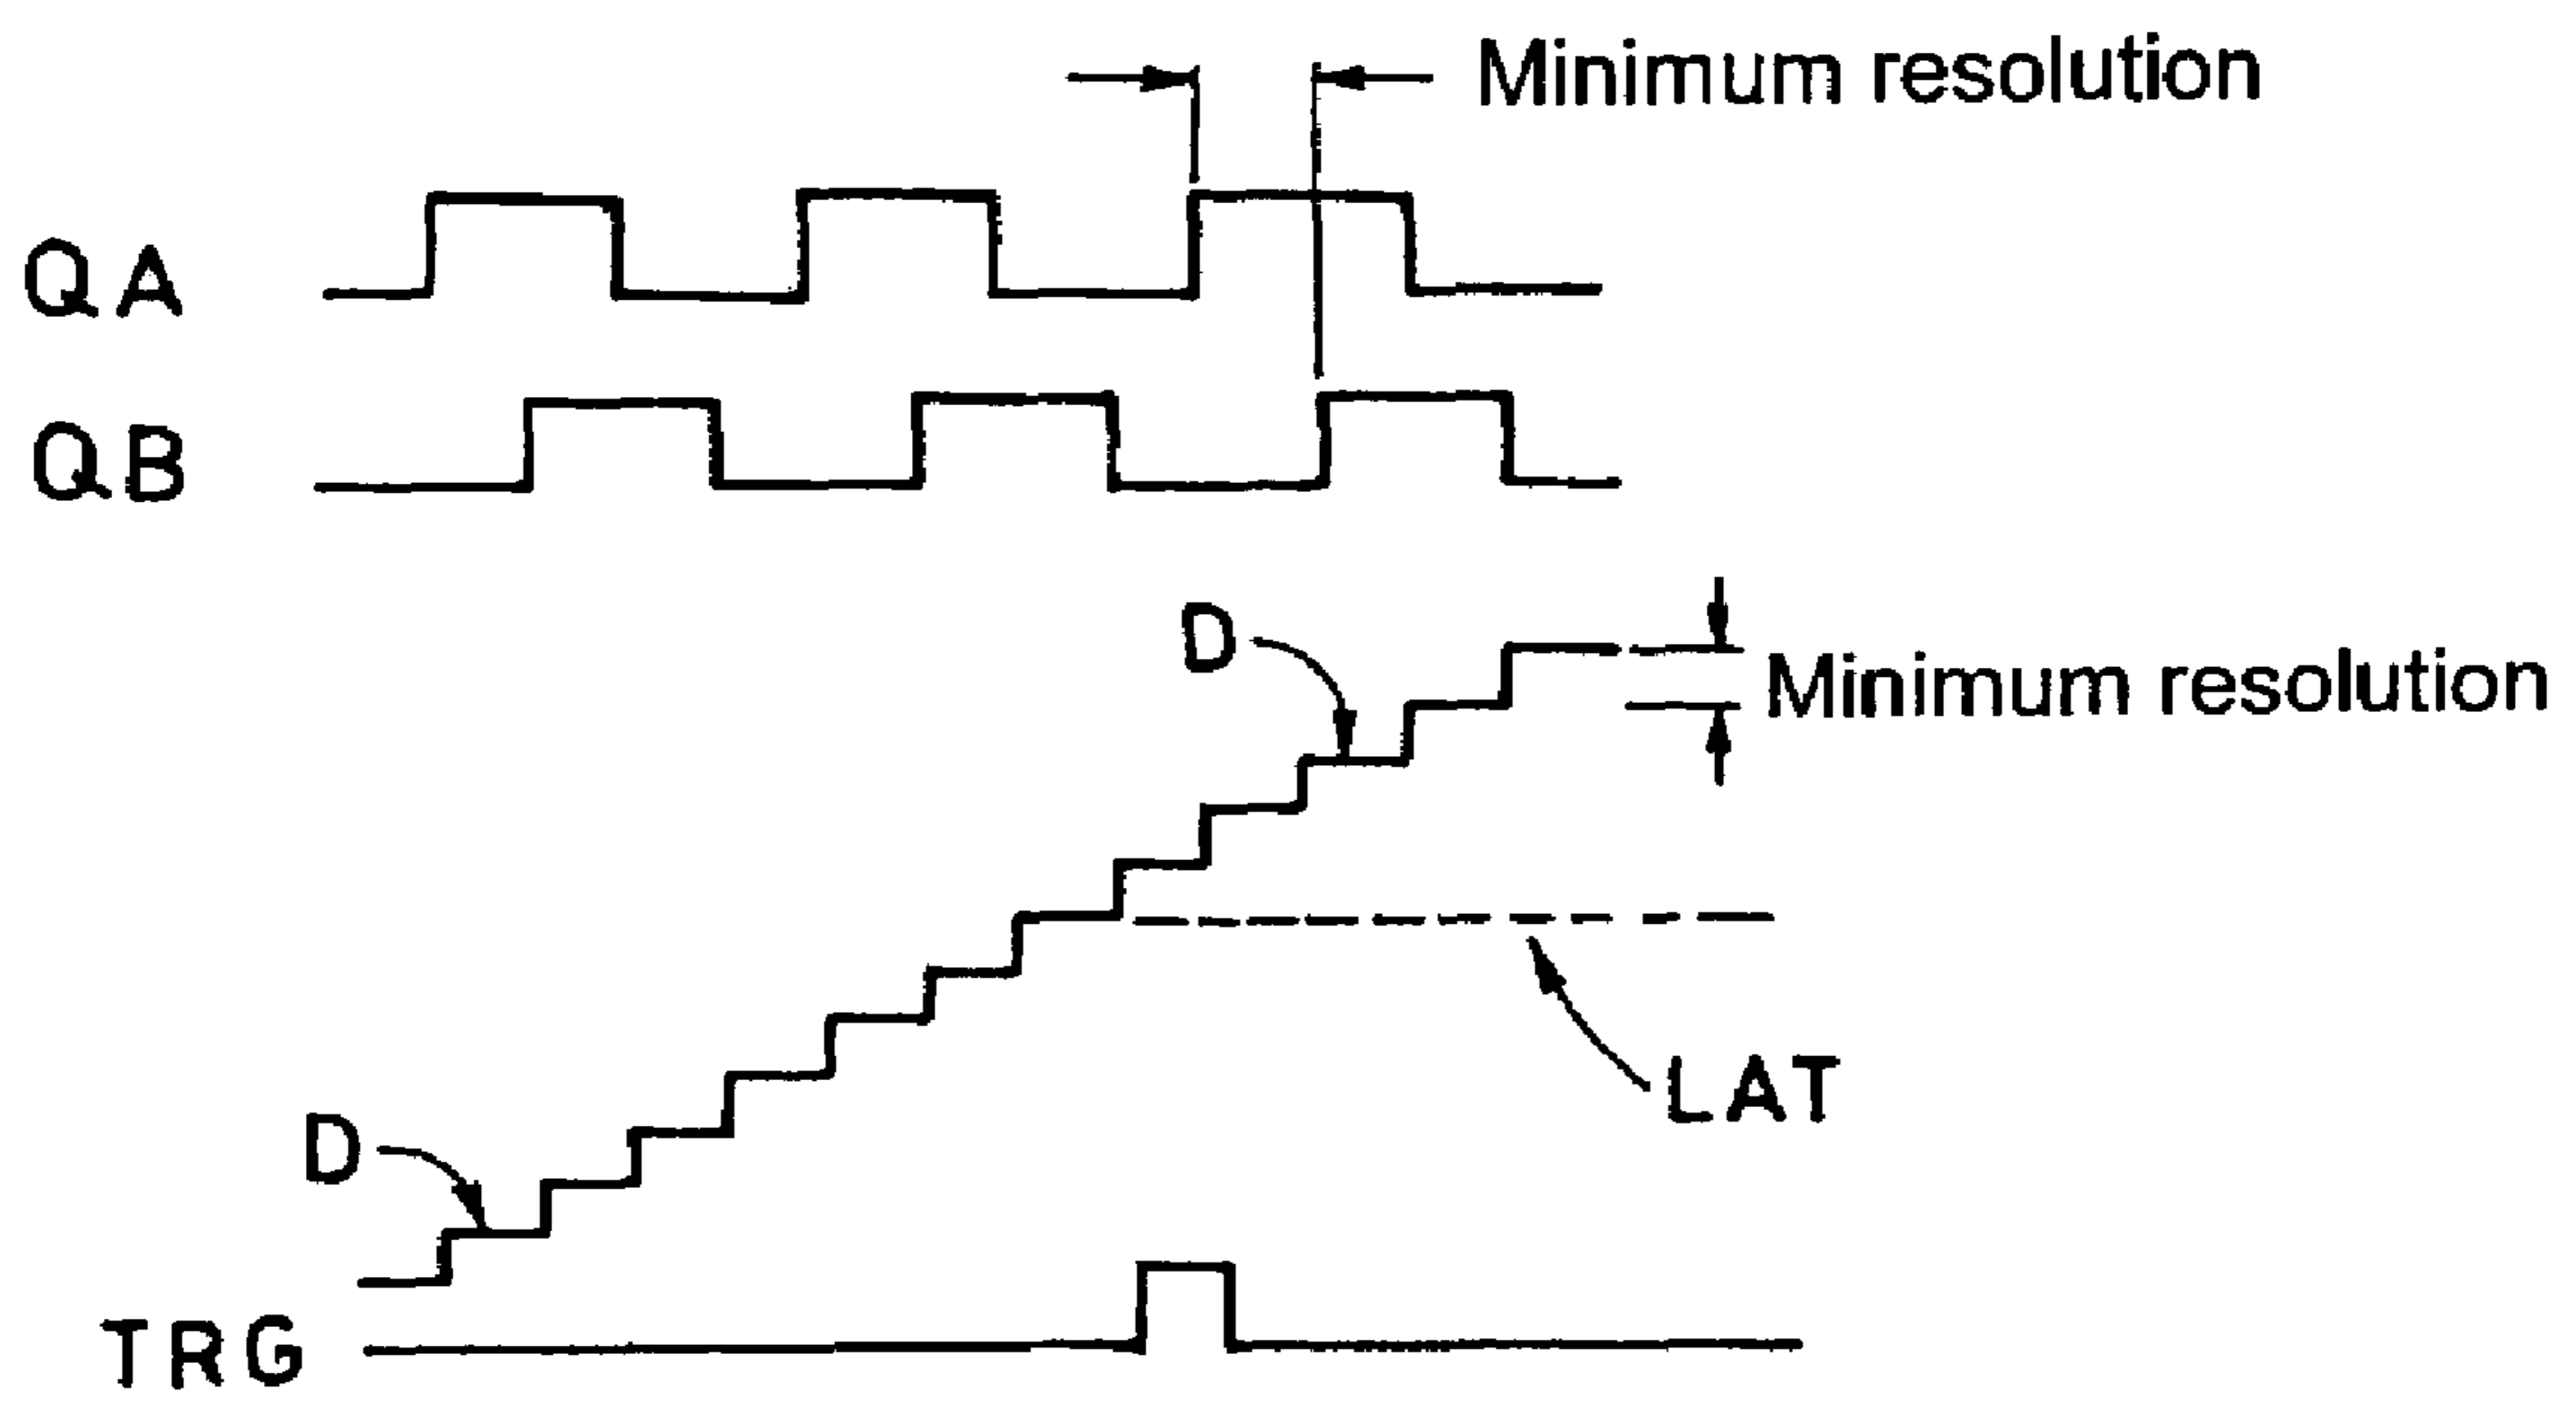 Minimum resolution
QA
QB
D
Minimum resolution
LAT
D
TRG